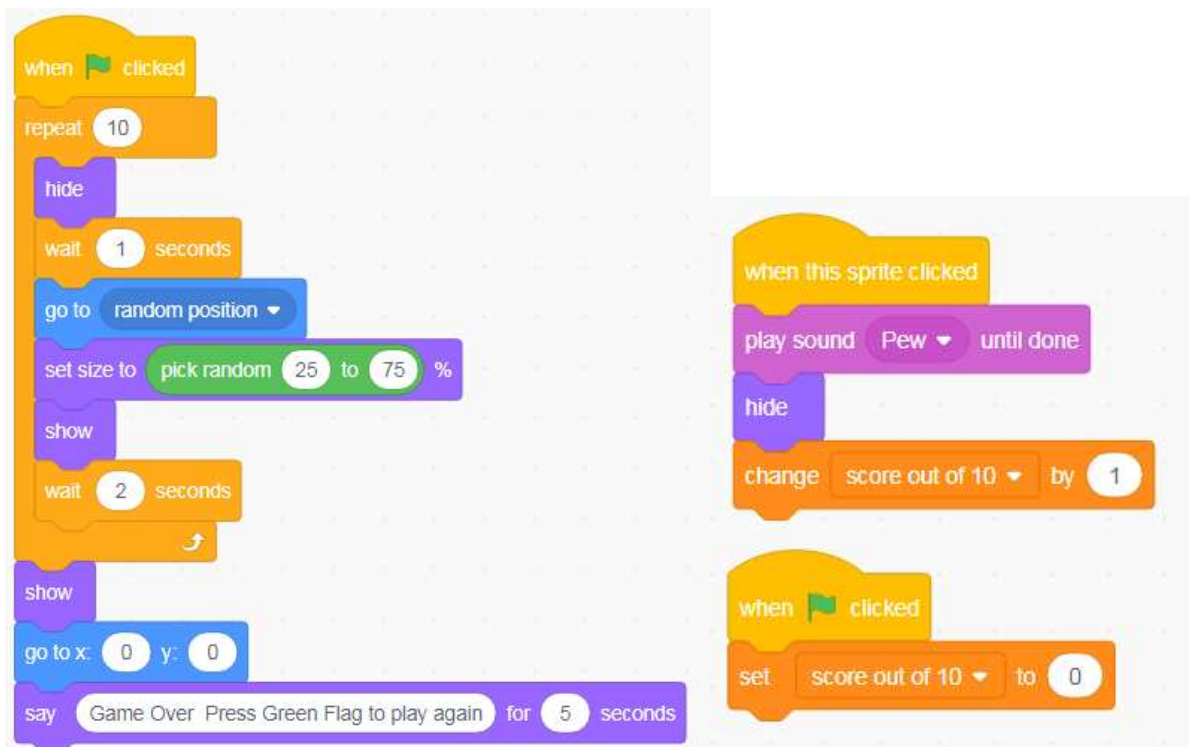 when clicked
repeat 10
hide
wait 1 seconds
go to random position
set size to pick random 25 to 75 %
show
wait 2 seconds
show
go to x: 0 y: 0
say Game Over Press Green Flag to play again for 5 seconds
when this sprite clicked
play sound Pew until done
hide
change score out of 10 by 1
when clicked
set score out of 10 to 0